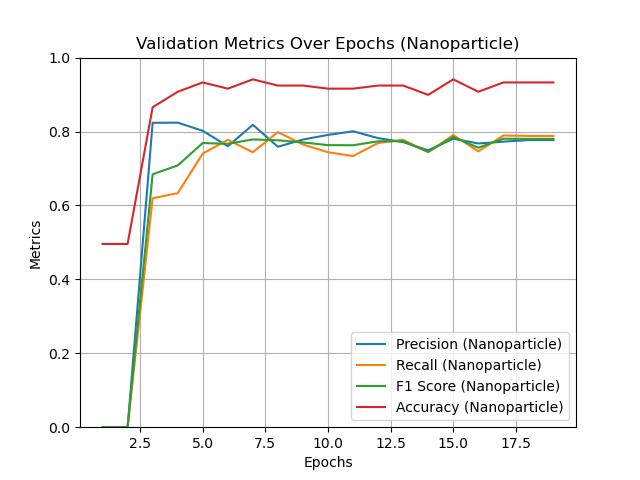 Validation Metrics Over Epochs (Nanoparticle)
1.0
0.8
0.6
0.4
0.2
0.0
Metrics
2.5 5.0 7.5 10.0 12.5 15.0 17.5
Epochs
Precision (Nanoparticle)
Recall (Nanoparticle)
F1 Score (Nanoparticle)
Accuracy (Nanoparticle)